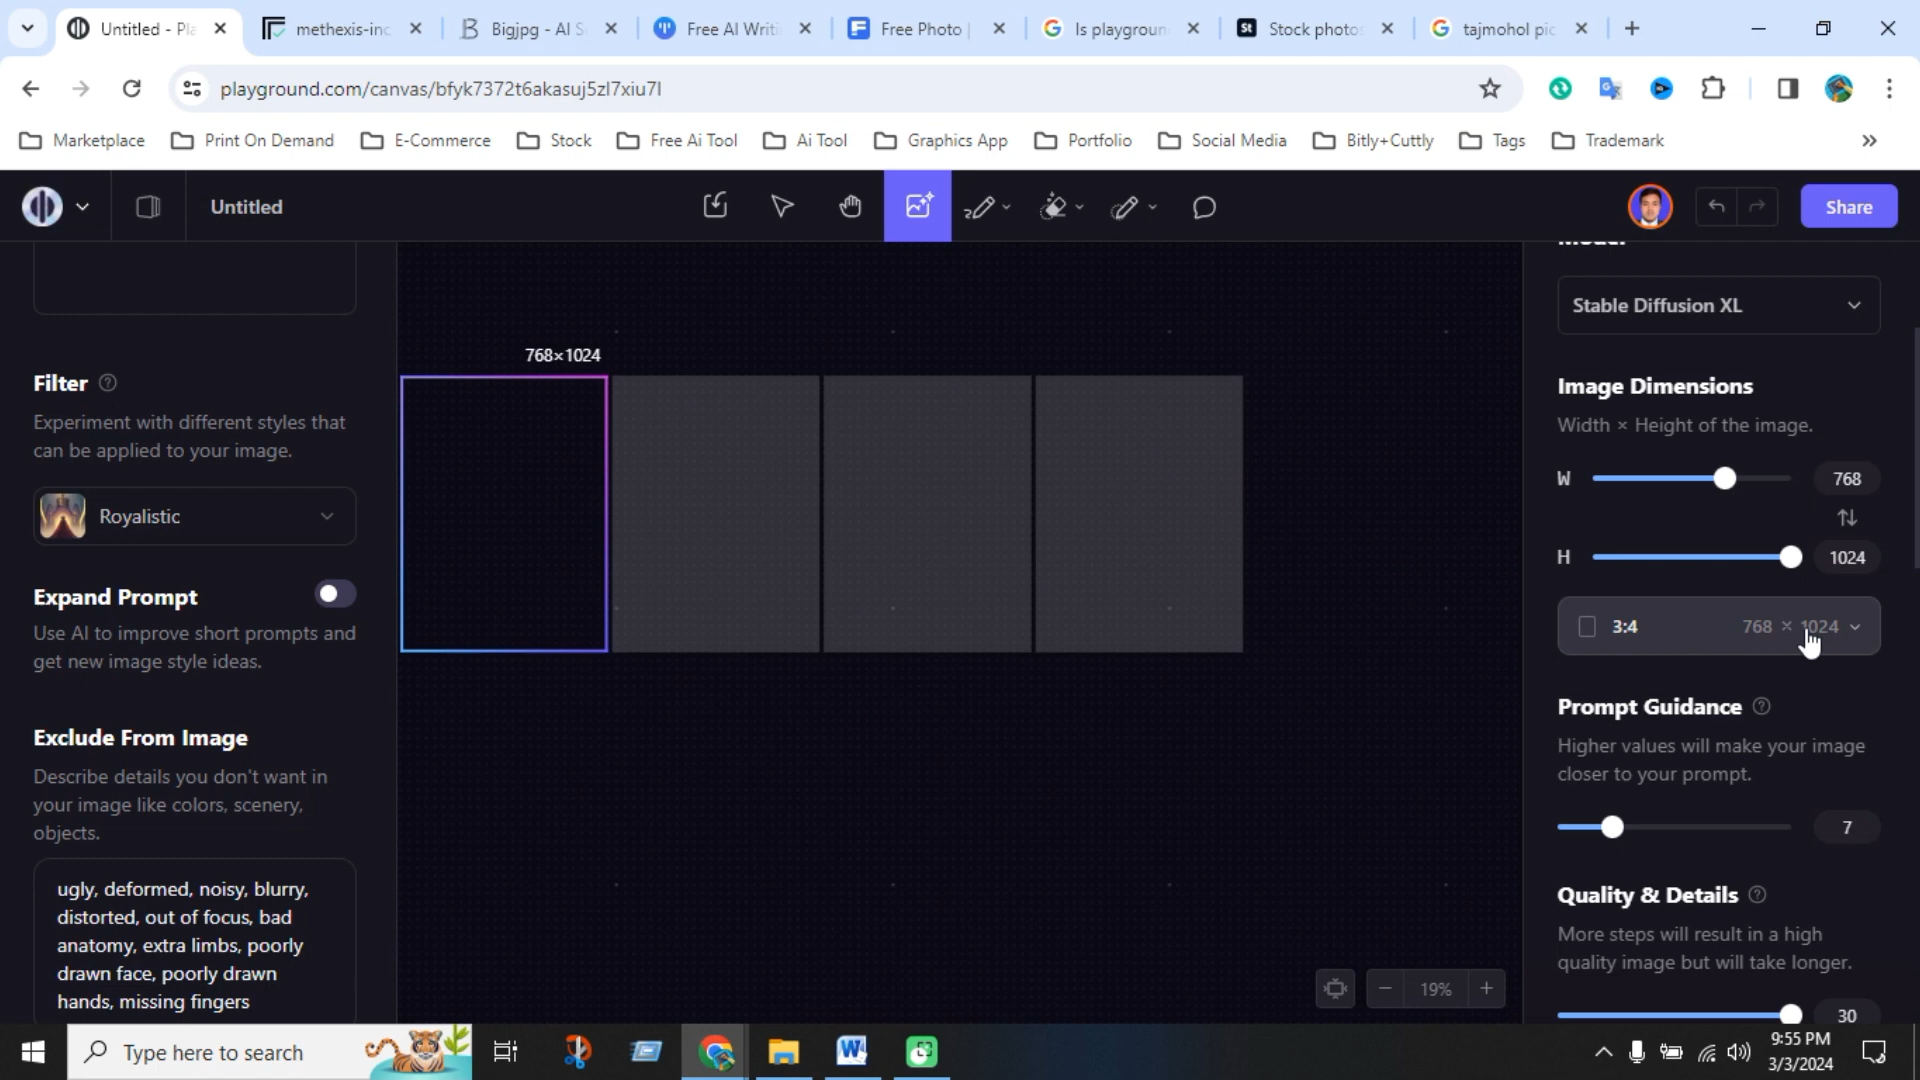 Untitled - Pla
methexis-inc
Bigjpg - AI S
Free AI Writi
Free Photo |
Is playgroun
St
Stock photo
tajmohol pic
playground.com/canvas/bfyk7372t6akasuj5zl7xiu7l
Marketplace
Print On Demand
E-Commerce
Stock
Free Ai Tool
Ai Tool
Graphics App
Portfolio
Social Media
Bitly+Cuttly
Tags
Trademark
Untitled
Share
Model
Stable Diffusion XL
Image Dimensions
Width × Height of the image.
W
768
H
1024
3:4
768 × 1024
Prompt Guidance
Higher values will make your image
closer to your prompt.
7
Quality & Details
More steps will result in a high
quality image but will take longer.
30
768×1024
Filter
Experiment with different styles that
can be applied to your image.
Royalistic
Expand Prompt
Use AI to improve short prompts and
get new image style ideas.
Exclude From Image
Describe details you don't want in
your image like colors, scenery,
objects.
ugly, deformed, noisy, blurry,
distorted, out of focus, bad
anatomy, extra limbs, poorly
drawn face, poorly drawn
hands, missing fingers
19%
Type here to search
9:55 PM
3/3/2024